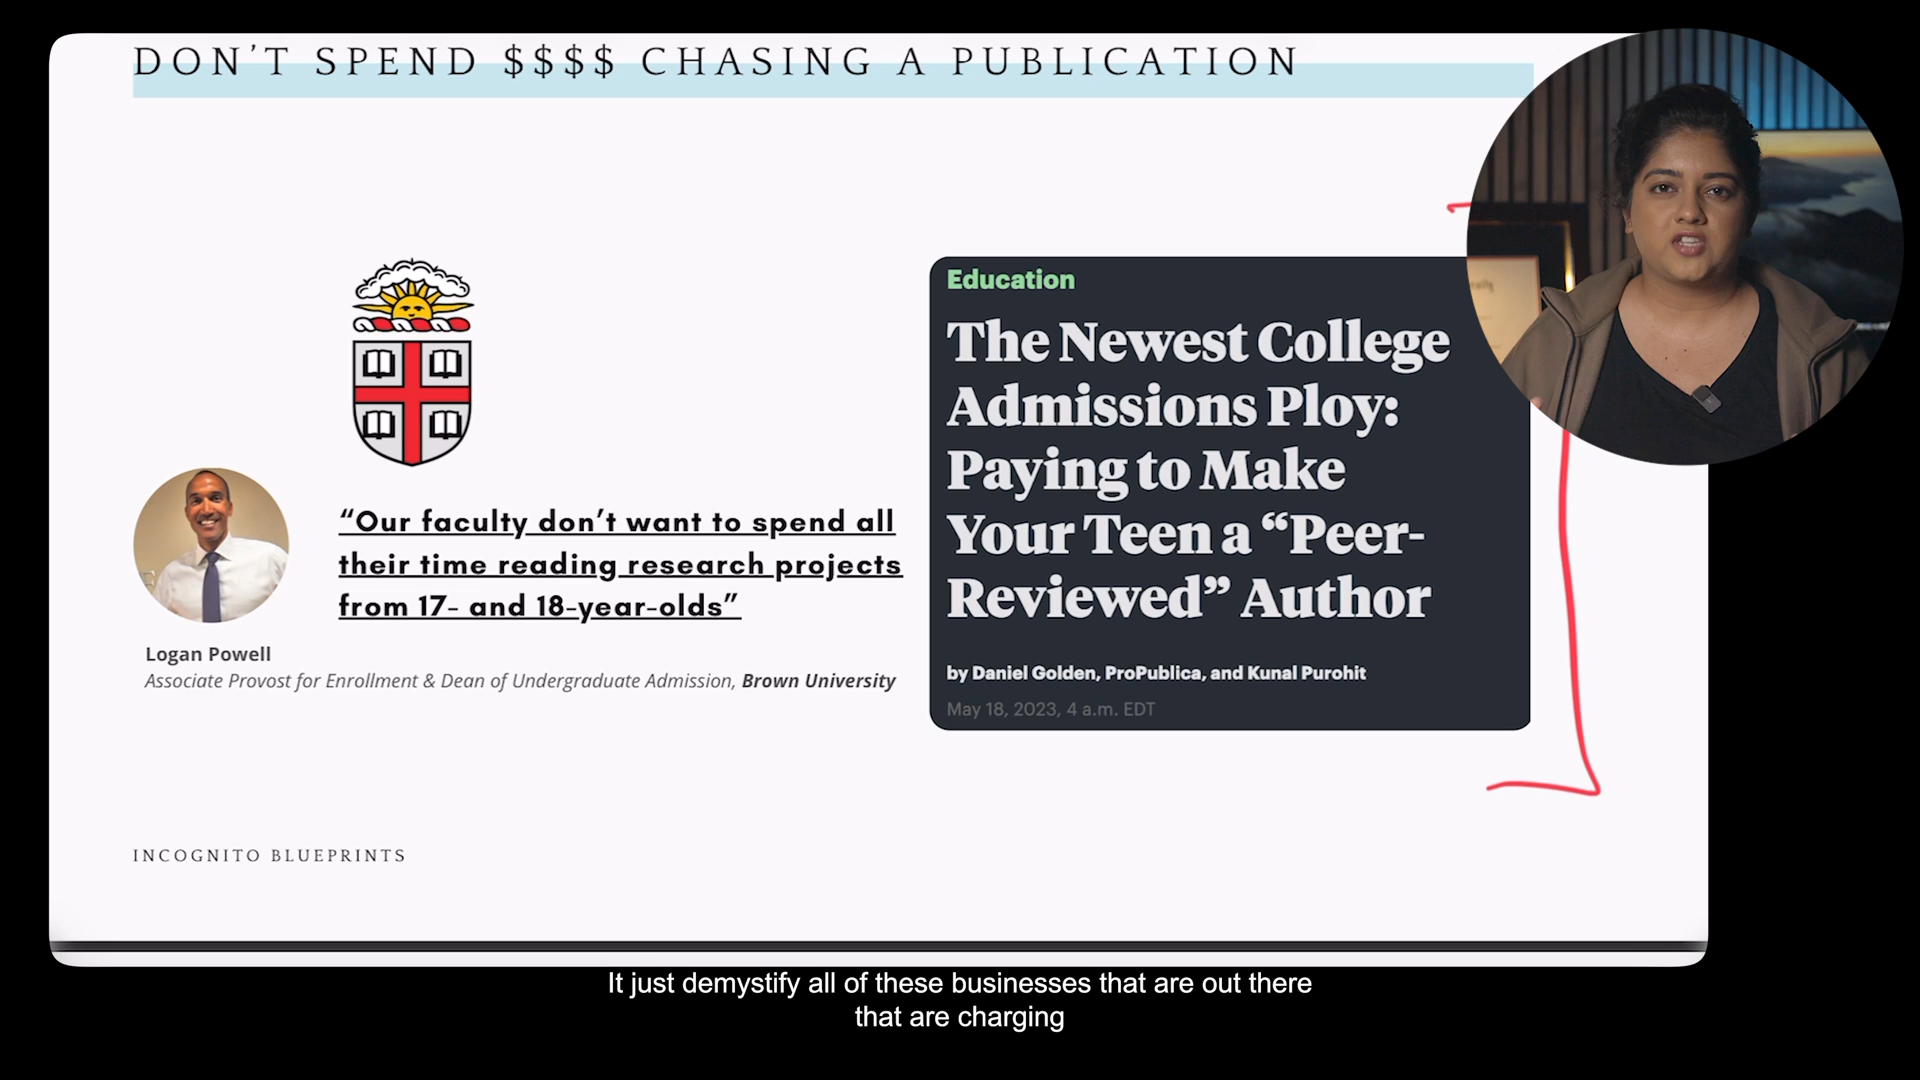 DON'T SPEND $$$$ CHASING A PUBLICATION
“Our faculty don’t want to spend all
their time reading research projects
from 17- and 18-year-olds”
Logan Powell
Associate Provost for Enrollment & Dean of Undergraduate Admission, Brown University
Education
The Newest College
Admissions Ploy:
Paying to Make
Your Teen a “Peer-
Reviewed” Author
by Daniel Golden, ProPublica, and Kunal Purohit
May 18, 2023, 4 a.m. EDT
INCOGNITO BLUEPRINTS
It just demystify all of these businesses that are out there
that are charging